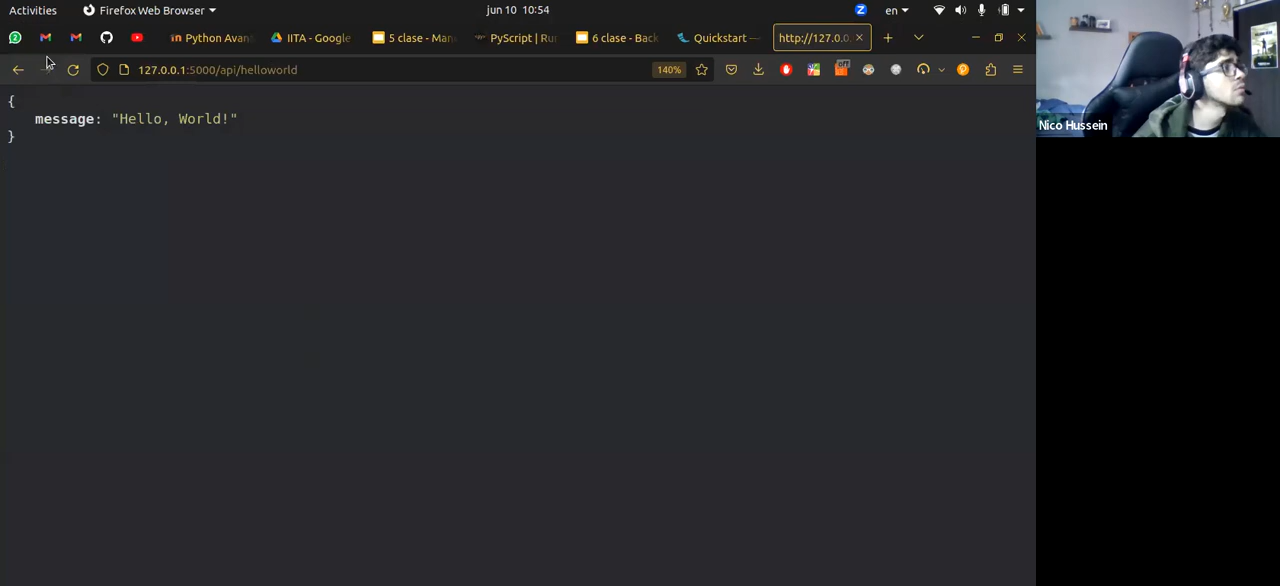 Activities Firefox Web Browser jun 10 10:54 en
2 Python Avan IITA - Google 5 clase - Man PyScript | Ru 6 clase - Back Quickstart — http://127.0.0.
127.0.0.1:5000/api/helloworld 140% off
{
message: "Hello, World!"
}
Nico Hussein